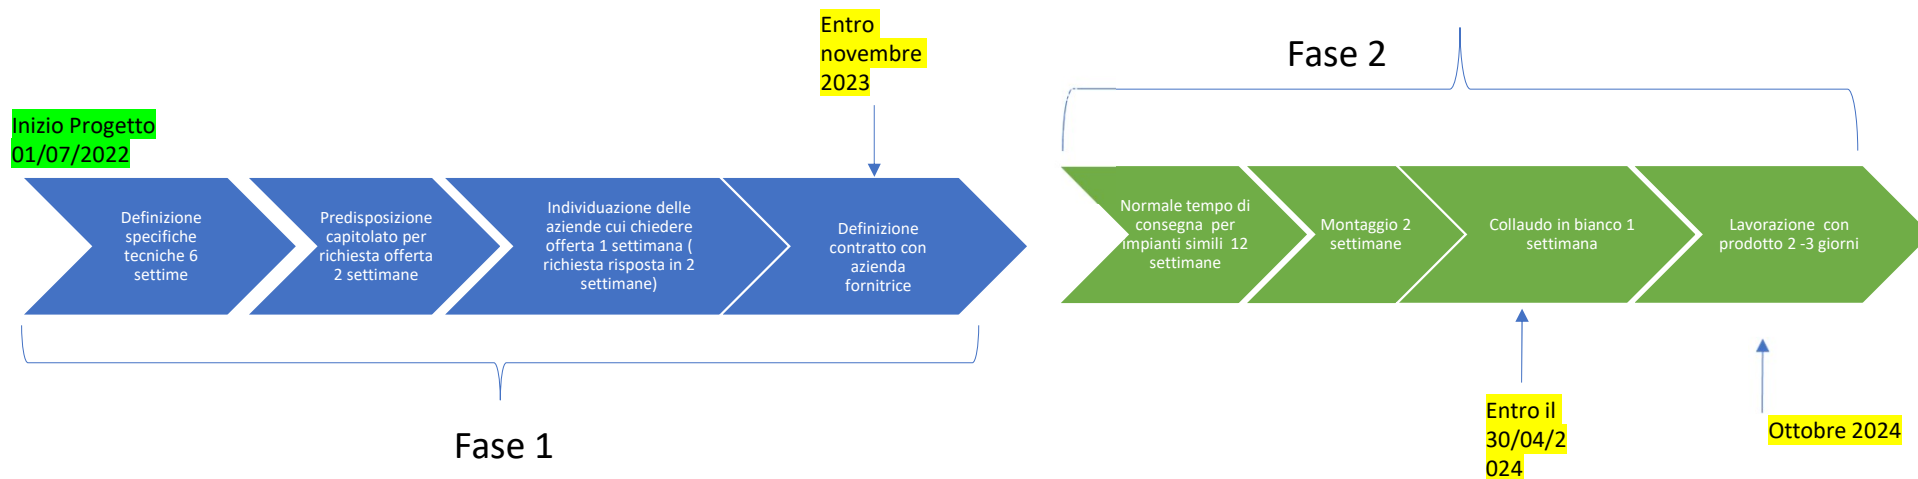 Inizio Progetto
01/07/2022
Definizione
specifiche
tecniche 6
settime
Predisposizione
capitolato per
richiesta offerta
2 settimane
Individuazione delle
aziende cui chiedere
offerta 1 settimana (
richiesta risposta in 2
settimane)
Entro
novembre
2023
Definizione
contratto con
azienda
fornitrice
Fase 1
Fase 2
Normale tempo di
consegna per
impianti simili 12
settimane
Montaggio 2
settimane
Collaudo in bianco 1
settimana
Lavorazione con
prodotto 2 -3 giorni
Entro il
30/04/2
024
Ottobre 2024